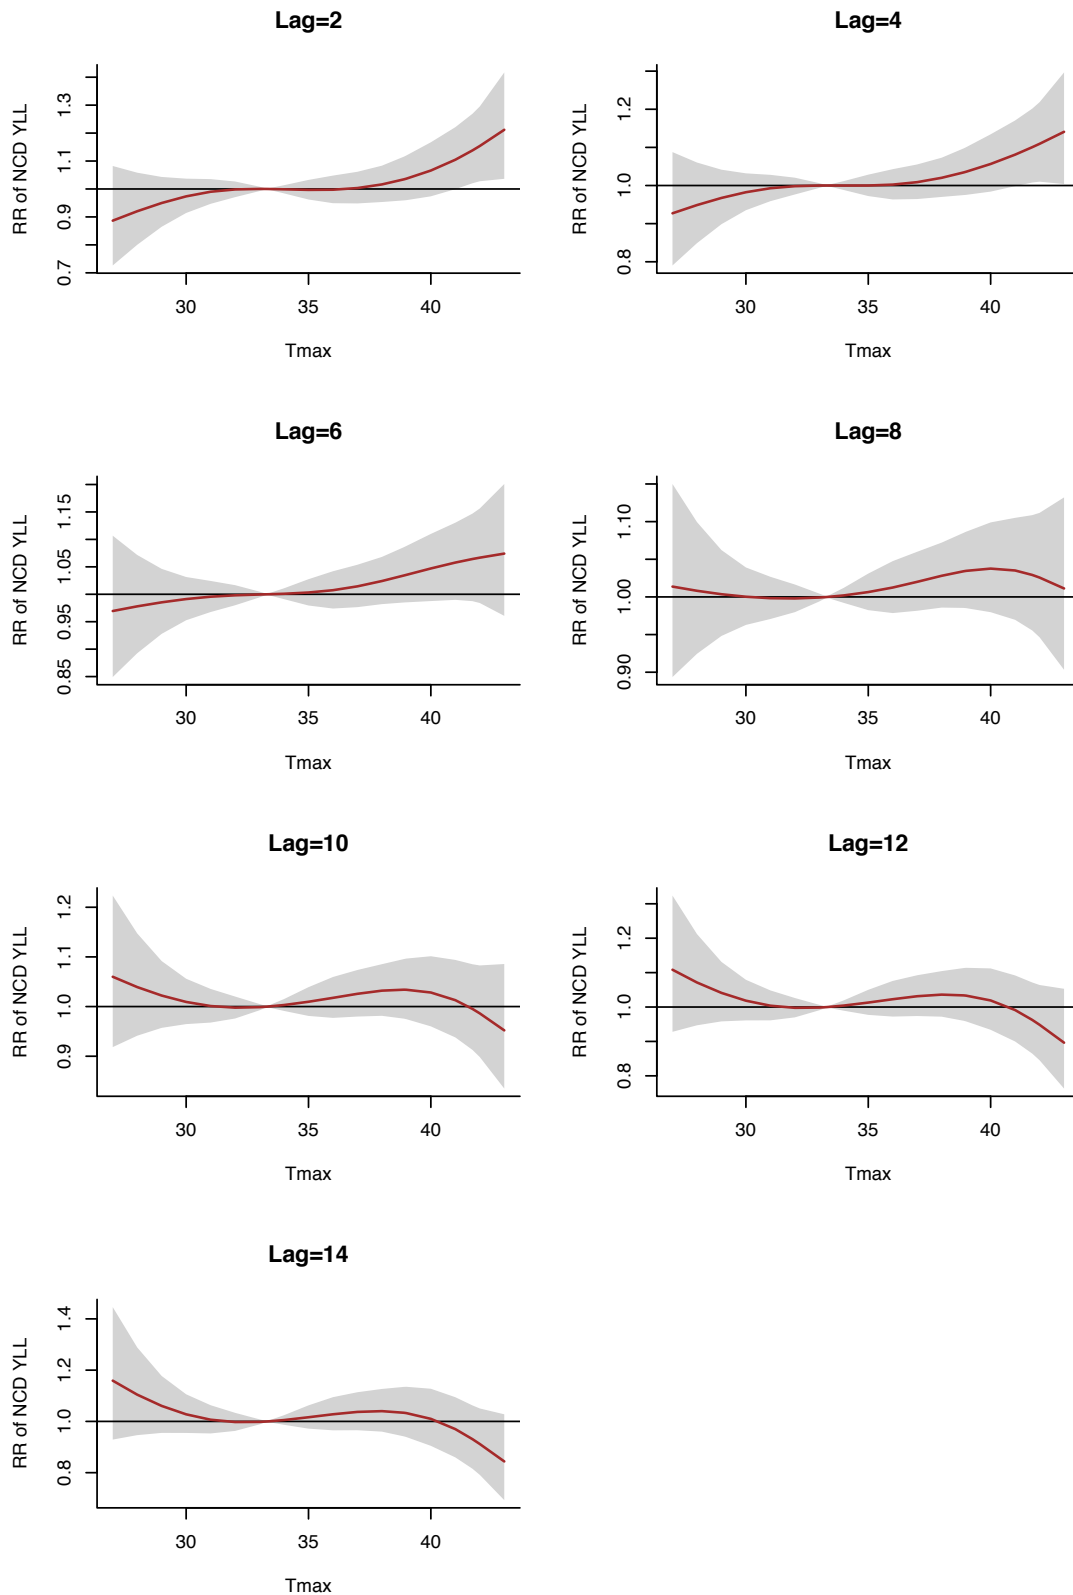 Lag=2
RR of NCD YLL
0.7 0.9 1.1 1.3
30 35 40
Tmax
Lag=4
RR of NCD YLL
0.8 1.0 1.2
30 35 40
Tmax
Lag=6
RR of NCD YLL
0.85 0.95 1.05 1.15
30 35 40
Tmax
Lag=8
RR of NCD YLL
0.90 1.00 1.10
30 35 40
Tmax
Lag=10
RR of NCD YLL
0.9 1.0 1.1 1.2
30 35 40
Tmax
Lag=12
RR of NCD YLL
0.8 1.0 1.2
30 35 40
Tmax
Lag=14
RR of NCD YLL
0.8 1.0 1.2 1.4
30 35 40
Tmax